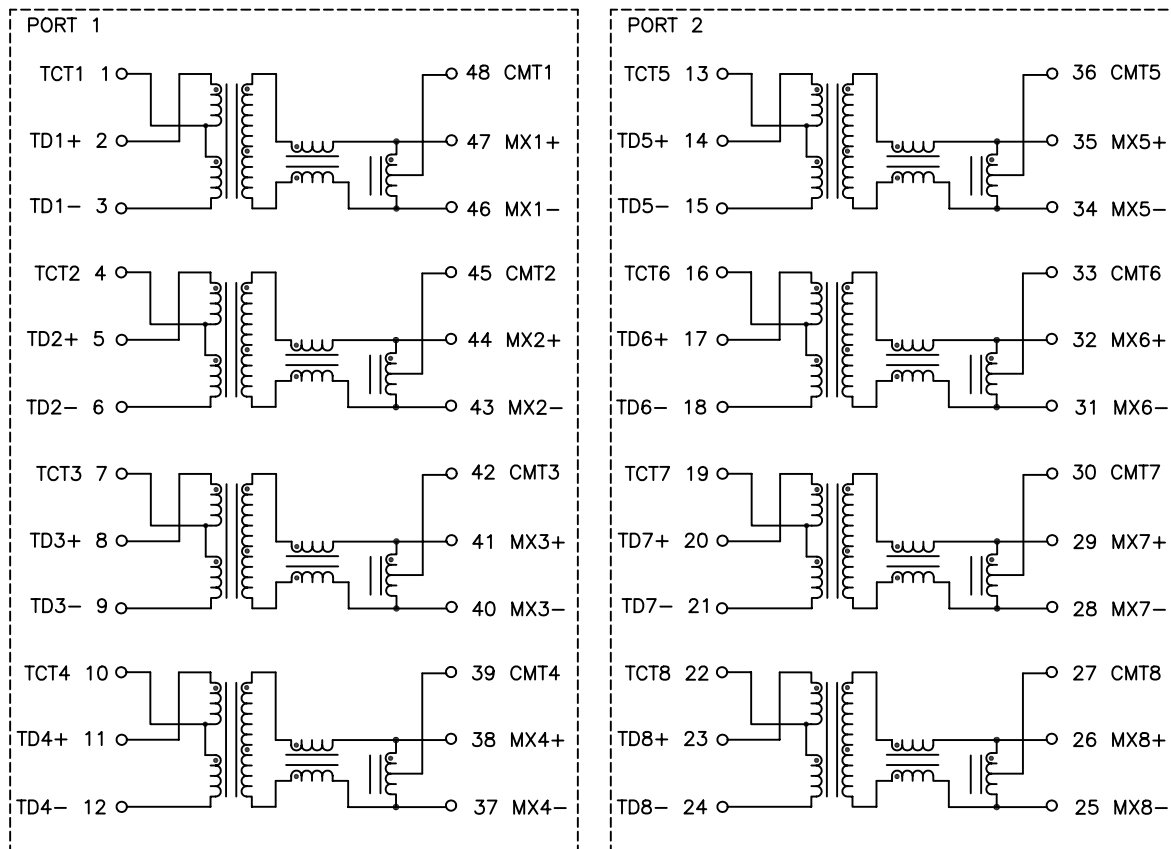 PORT 1
TCT1 1 48 CMT1
TD1+ 2 47 MX1+
TD1− 3 46 MX1−
TCT2 4 45 CMT2
TD2+ 5 44 MX2+
TD2− 6 43 MX2−
TCT3 7 42 CMT3
TD3+ 8 41 MX3+
TD3− 9 40 MX3−
TCT4 10 39 CMT4
TD4+ 11 38 MX4+
TD4− 12 37 MX4−
PORT 2
TCT5 13 36 CMT5
TD5+ 14 35 MX5+
TD5− 15 34 MX5−
TCT6 16 33 CMT6
TD6+ 17 32 MX6+
TD6− 18 31 MX6−
TCT7 19 30 CMT7
TD7+ 20 29 MX7+
TD7− 21 28 MX7−
TCT8 22 27 CMT8
TD8+ 23 26 MX8+
TD8− 24 25 MX8−